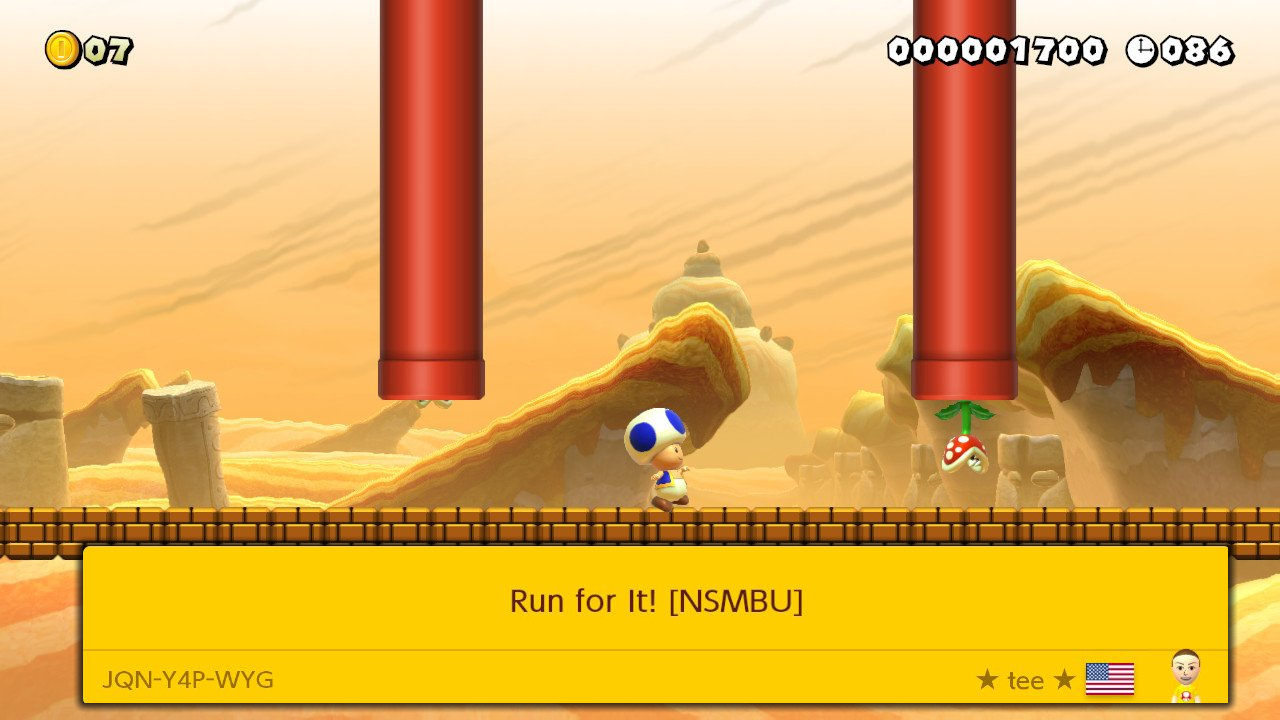 07
000001700 086
Run for It! [NSMBU]
JQN-Y4P-WYG
★ tee ★